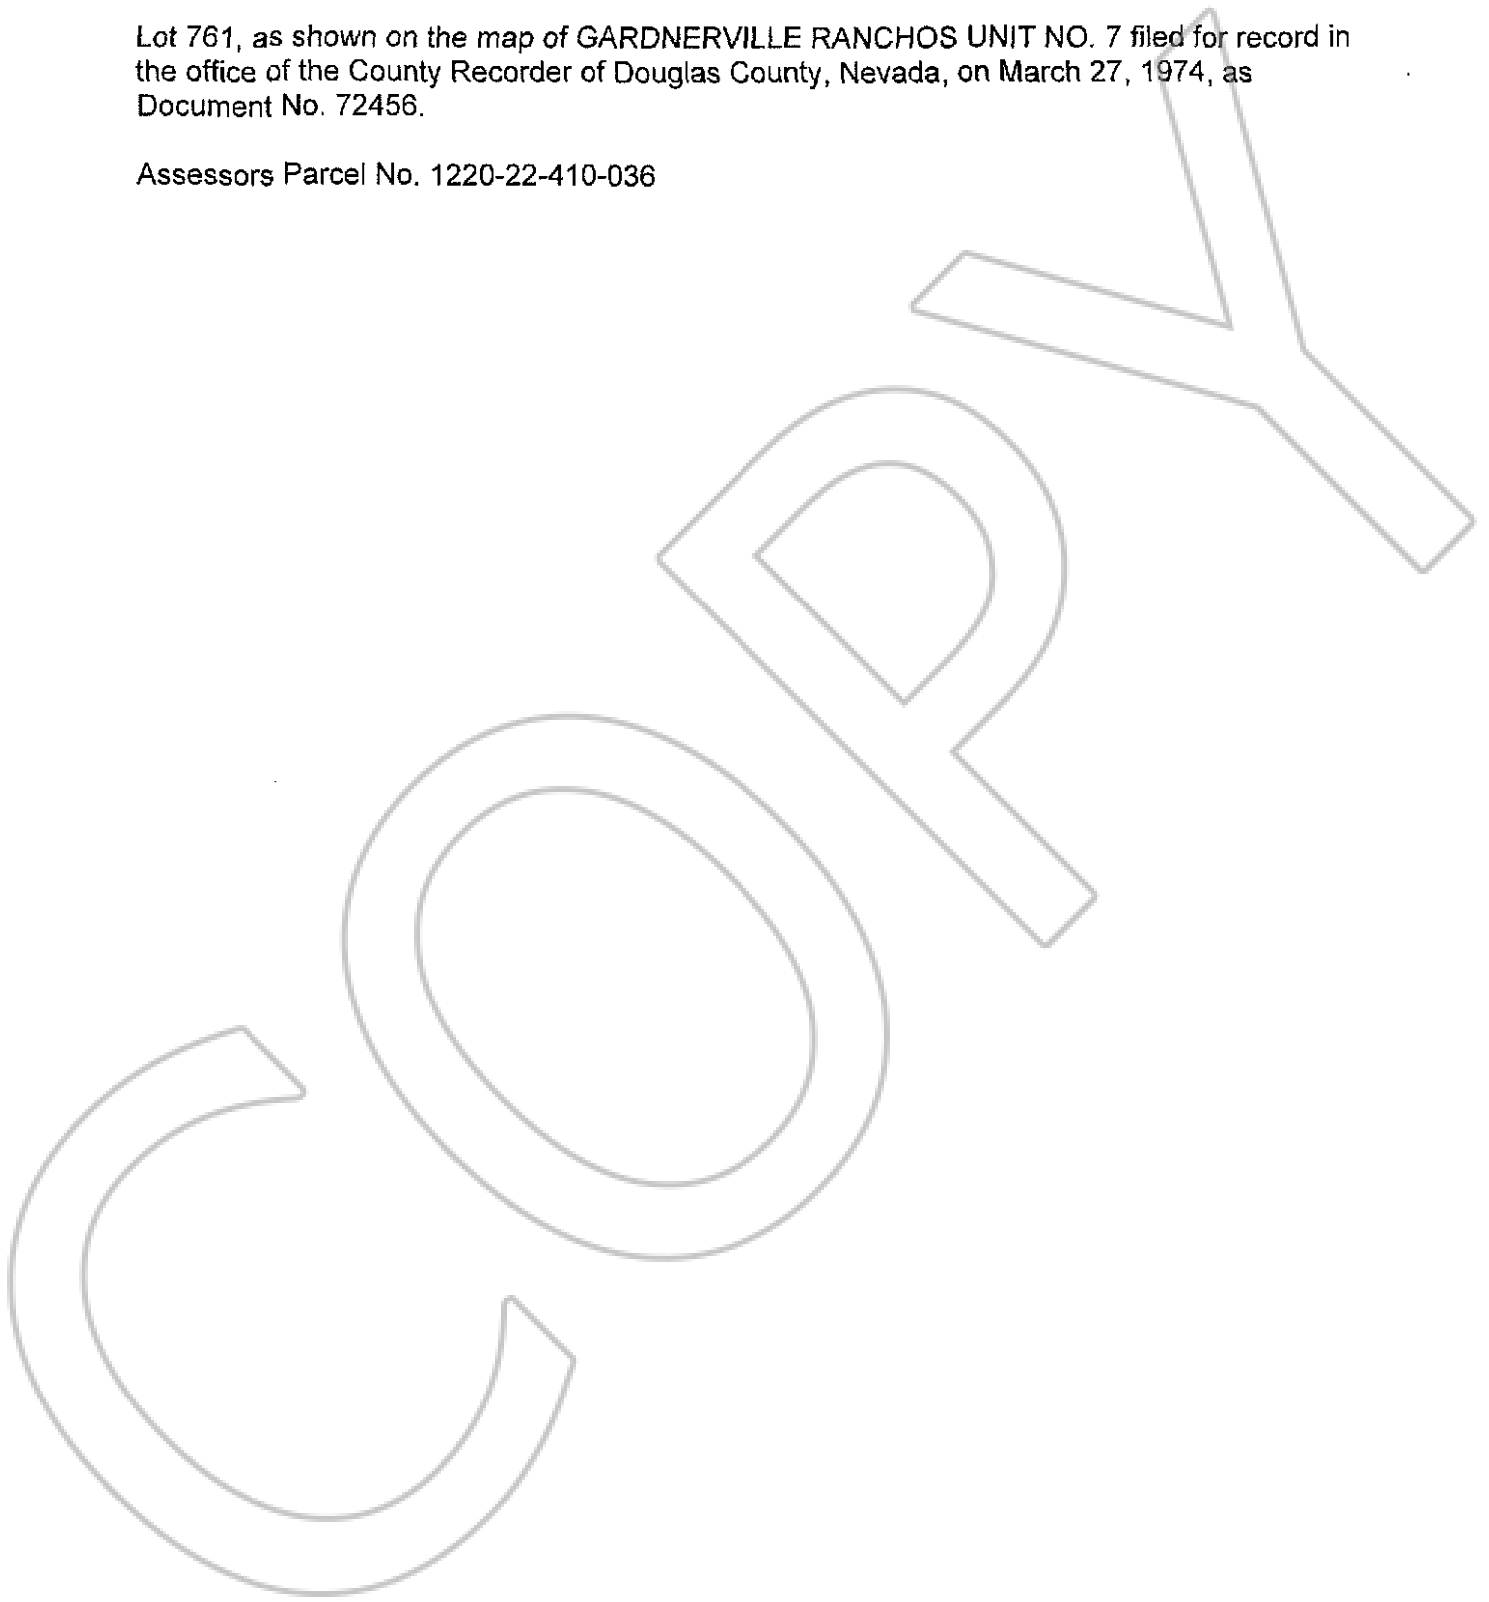 Lot 761, as shown on the map of GARDNERVILLE RANCHOS UNIT NO. 7 filed for record in
the office of the County Recorder of Douglas County, Nevada, on March 27, 1974, as
Document No. 72456.
Assessors Parcel No. 1220-22-410-036
COPY